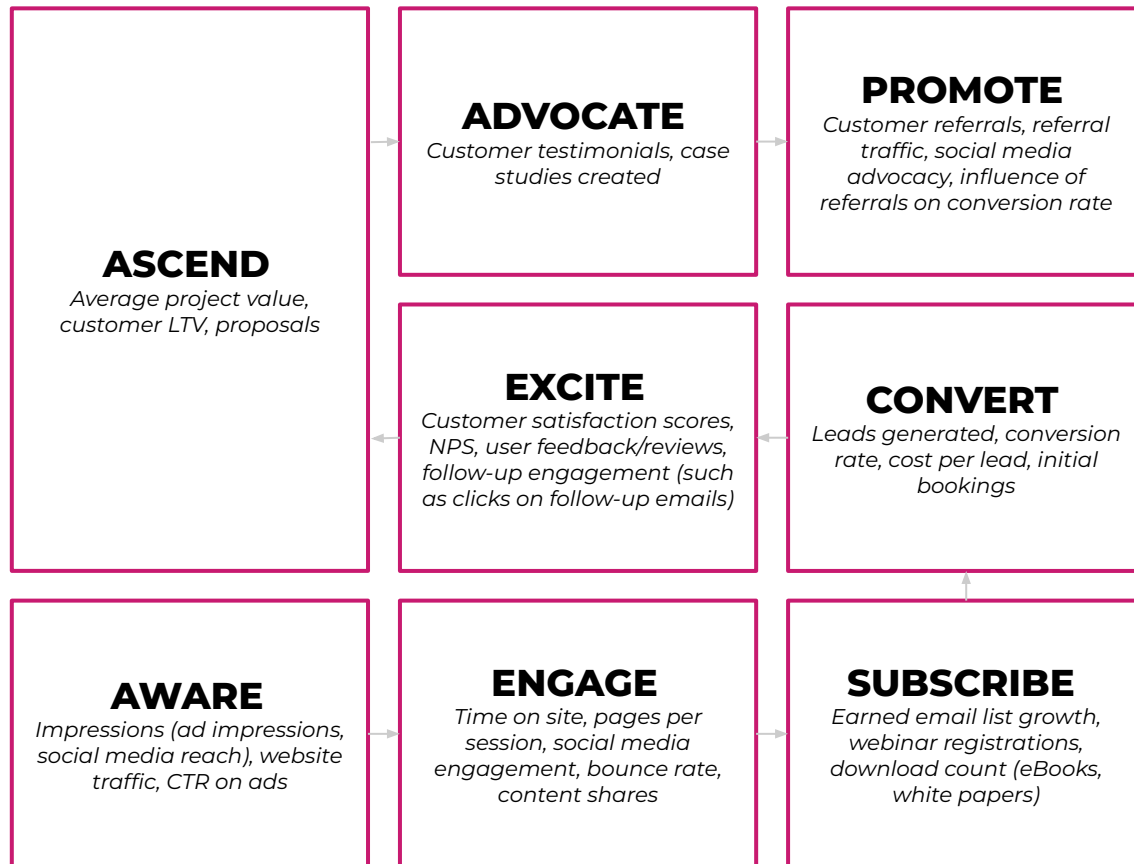 ASCEND
Average project value,
customer LTV, proposals
ADVOCATE
Customer testimonials, case
studies created
PROMOTE
Customer referrals, referral
traffic, social media
advocacy, influence of
referrals on conversion rate
EXCITE
Customer satisfaction scores,
NPS, user feedback/reviews,
follow-up engagement (such
as clicks on follow-up emails)
CONVERT
Leads generated, conversion
rate, cost per lead, initial
bookings
AWARE
Impressions (ad impressions,
social media reach), website
traffic, CTR on ads
ENGAGE
Time on site, pages per
session, social media
engagement, bounce rate,
content shares
SUBSCRIBE
Earned email list growth,
webinar registrations,
download count (eBooks,
white papers)